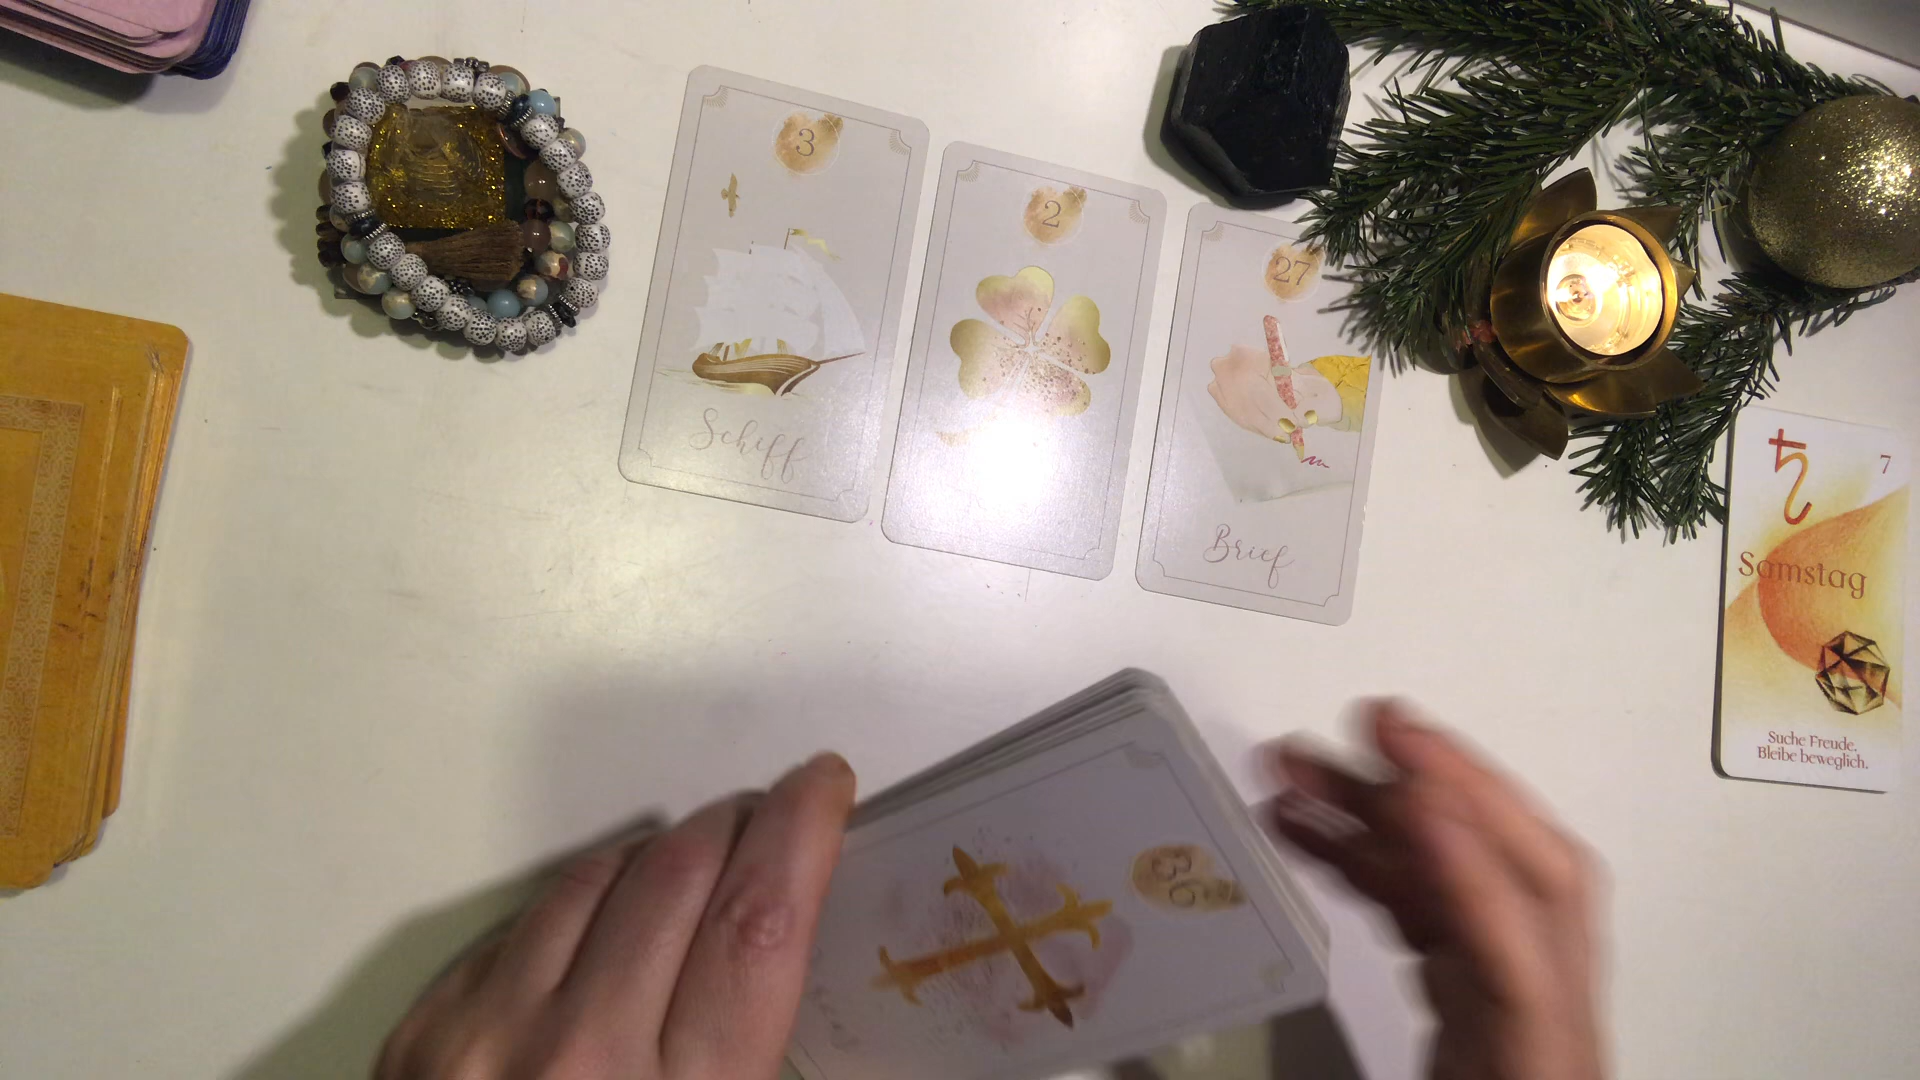 3
Schiff
2
27
Brief
36
7
Samstag
Suche Freude.
Bleibe beweglich.